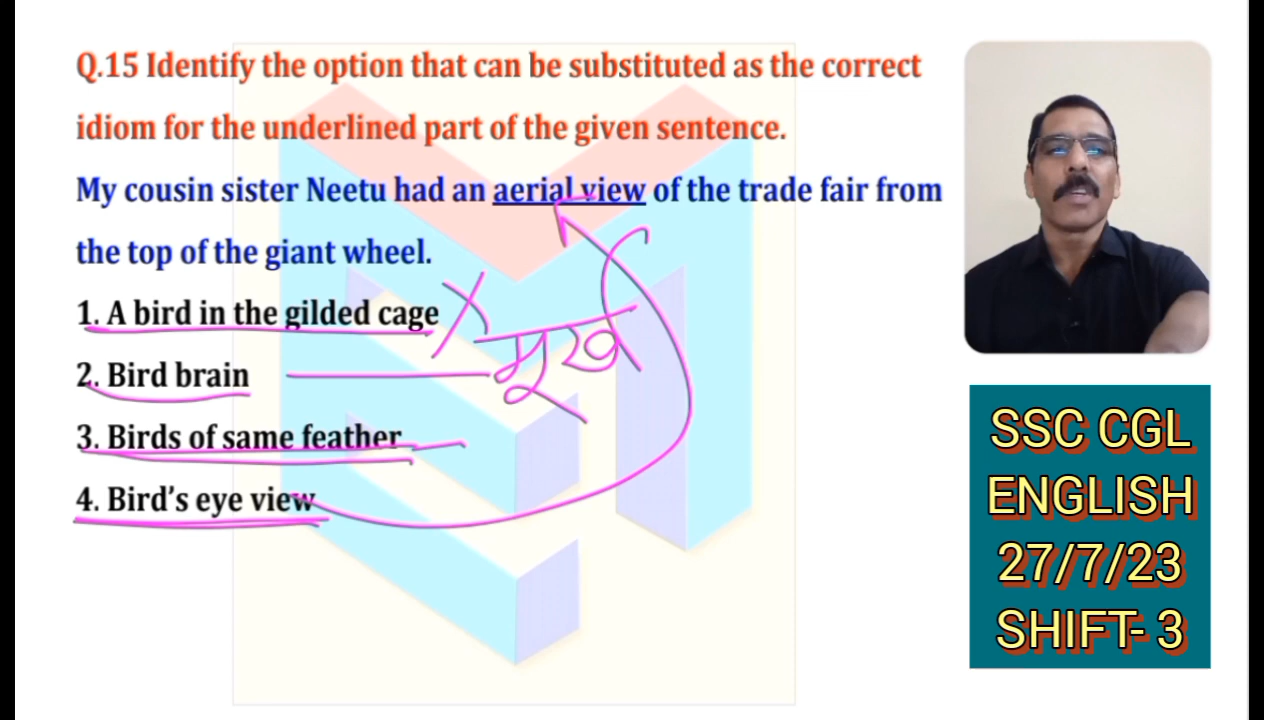 Q.15 Identify the option that can be substituted as the correct
idiom for the underlined part of the given sentence.
My cousin sister Neetu had an aerial view of the trade fair from
the top of the giant wheel.
1. A bird in the gilded cage
2. Bird brain
मूर्ख
3. Birds of same feather
4. Bird's eye view
SSC CGL
ENGLISH
27/7/23
SHIFT- 3